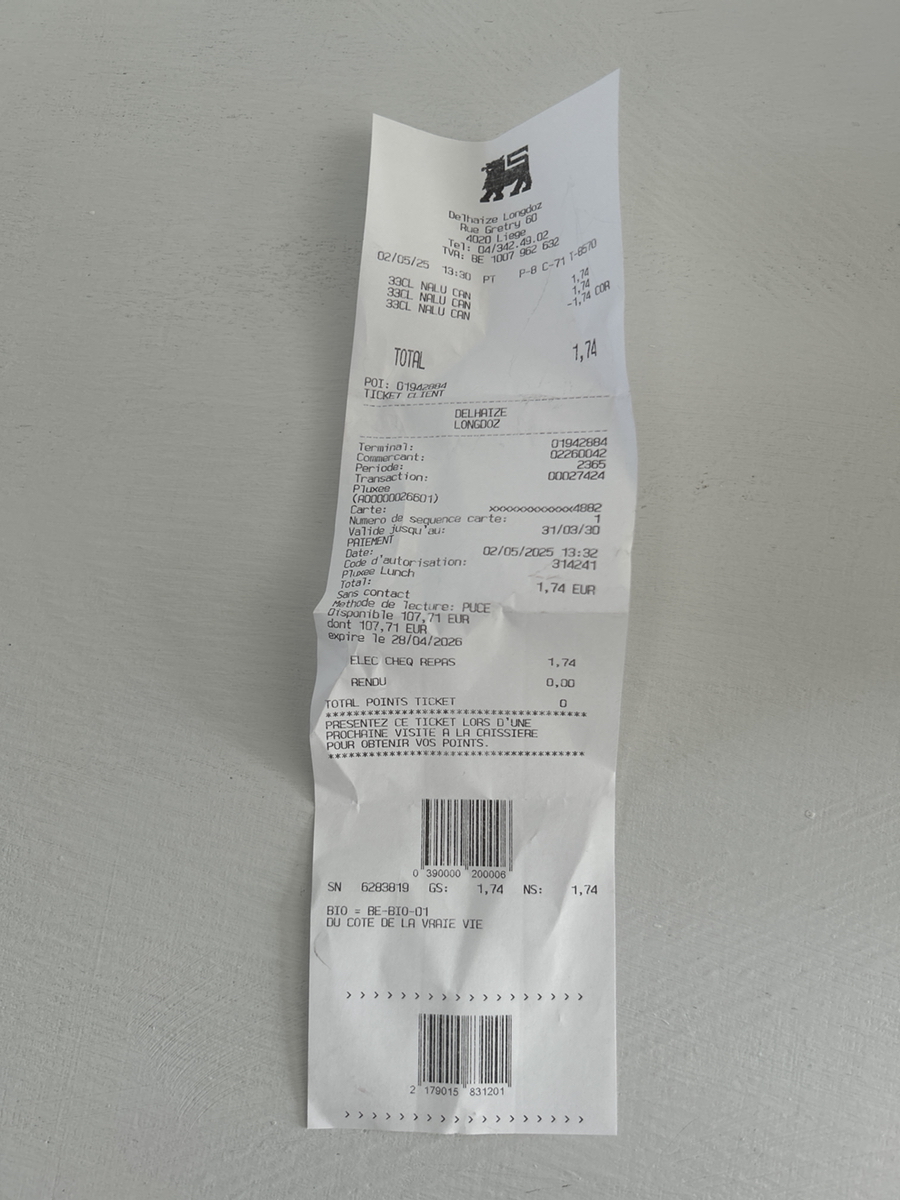 Delhaize Longdoz
Rue Gretry 60
4020 Liege
Tel: 04/342.49.02
TVA: BE 1007 962 632
02/05/25 13:30 PT P-8 C-71 T-8570
33CL NALU CAN 1,74
33CL NALU CAN 1,74
33CL NALU CAN -1,74 COR
TOTAL 1,74
POI: 01942884
TICKET CLIENT
DELHAIZE
LONGDOZ
Terminal: 01942884
Commercant: 02260042
Periode: 2365
Transaction: 00027424
Pluxee
(A0000026601)
Carte: xxxxxxxxxxxxx4882
Numero de sequence carte: 1
Valide jusqu'au: 31/03/30
PAIEMENT
Date: 02/05/2025 13:32
Code d'autorisation: 314241
Pluxee Lunch
Total: 1,74 EUR
Sans contact
Methode de lecture: PUCE
Disponible 107,71 EUR
dont 107,71 EUR
expire le 28/04/2026
ELEC CHEQ REPAS 1,74
RENDU 0,00
TOTAL POINTS TICKET 0
****************************************
PRESENTEZ CE TICKET LORS D'UNE
PROCHAINE VISITE A LA CAISSIERE
POUR OBTENIR VOS POINTS.
****************************************
0 390000 200006
SN 6283819 GS: 1,74 NS: 1,74
BIO = BE-BIO-01
DU COTE DE LA VRAIE VIE
> > > > > > > > > > > > > > > > > >
2 179015 831201
> > > > > > > > > > > > > > > > > >